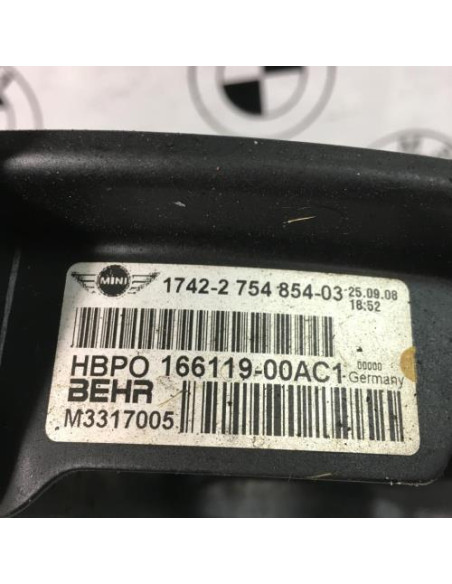 MINI 1742-2 754 854-03 25.09.08
18:52
HBPO 166119-00AC1 00000
Germany
BEHR
M3317005